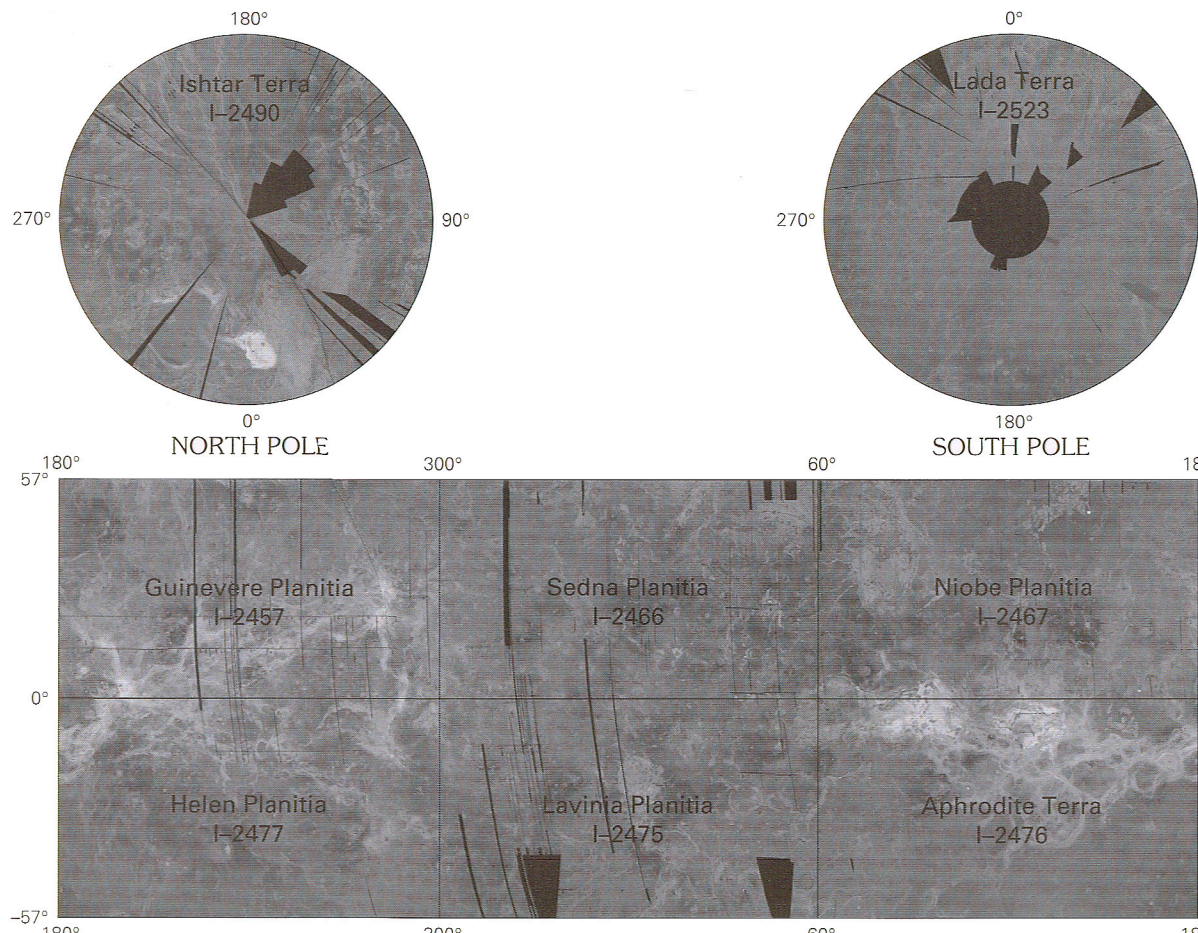 180°
0°
Ishtar Terra
I–2490
Lada Terra
I–2523
270°
90°
270°
0°
180°
NORTH POLE
SOUTH POLE
180°
300°
60°
57°
Guinevere Planitia
I–2457
Sedna Planitia
I–2466
Niobe Planitia
I–2467
0°
Helen Planitia
I–2477
Lavinia Planitia
I–2475
Aphrodite Terra
I–2476
–57°